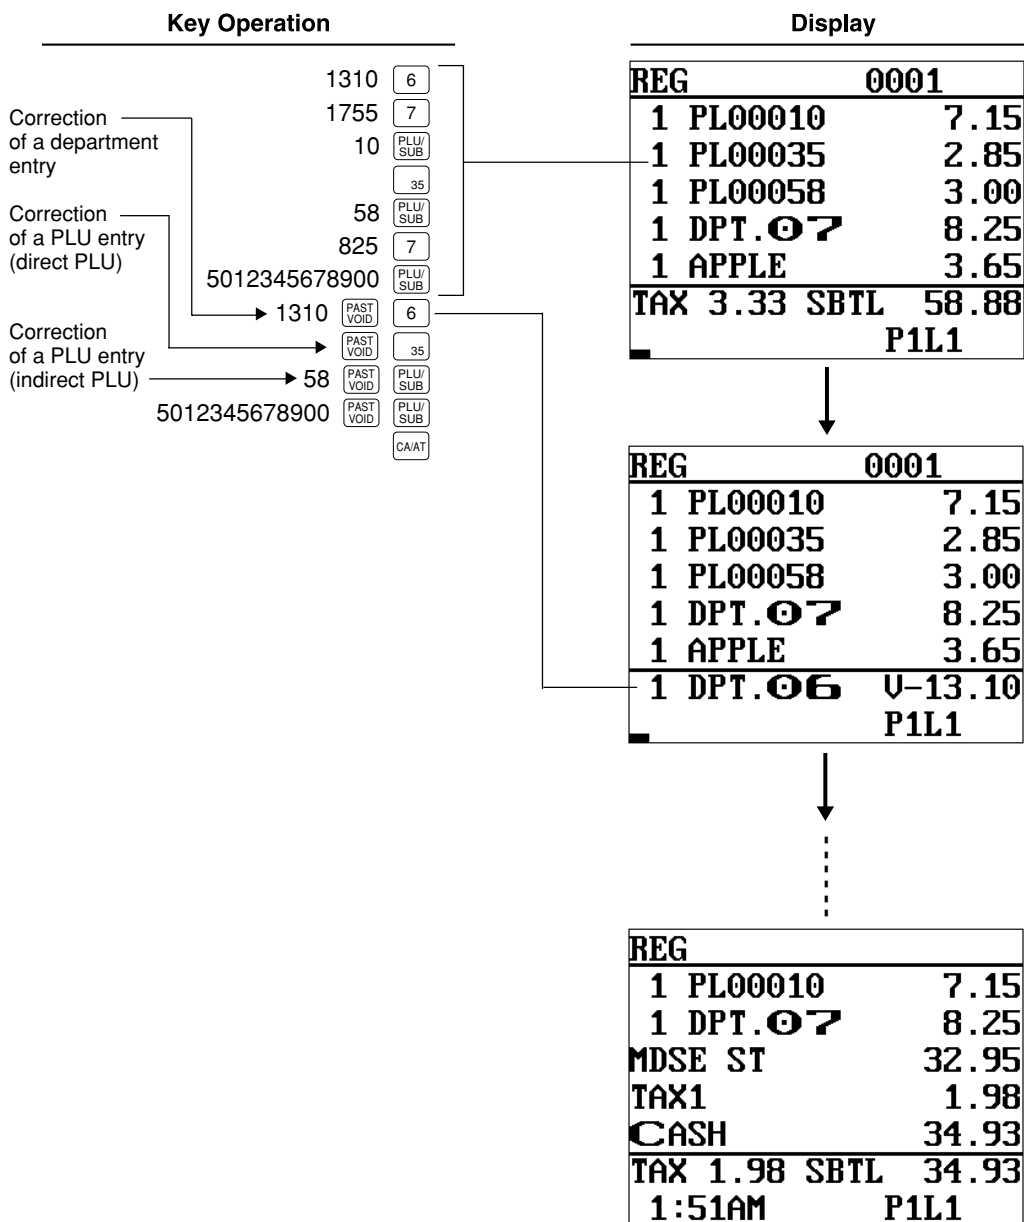 Key Operation
1310 6
1755 7
10 PLU/SUB
35
58 PLU/SUB
825 7
5012345678900 PLU/SUB
1310 PAST VOID 6
PAST VOID 35
58 PAST VOID PLU/SUB
5012345678900 PAST VOID PLU/SUB
CA/AT
Correction
of a department
entry
Correction
of a PLU entry
(direct PLU)
Correction
of a PLU entry
(indirect PLU)
Display
REG 0001
1 PL00010 7.15
1 PL00035 2.85
1 PL00058 3.00
1 DPT.07 8.25
1 APPLE 3.65
TAX 3.33 SBTL 58.88
P1L1
REG 0001
1 PL00010 7.15
1 PL00035 2.85
1 PL00058 3.00
1 DPT.07 8.25
1 APPLE 3.65
1 DPT.06 V-13.10
P1L1
REG
1 PL00010 7.15
1 DPT.07 8.25
MDSE ST 32.95
TAX1 1.98
CASH 34.93
TAX 1.98 SBTL 34.93
1:51AM P1L1